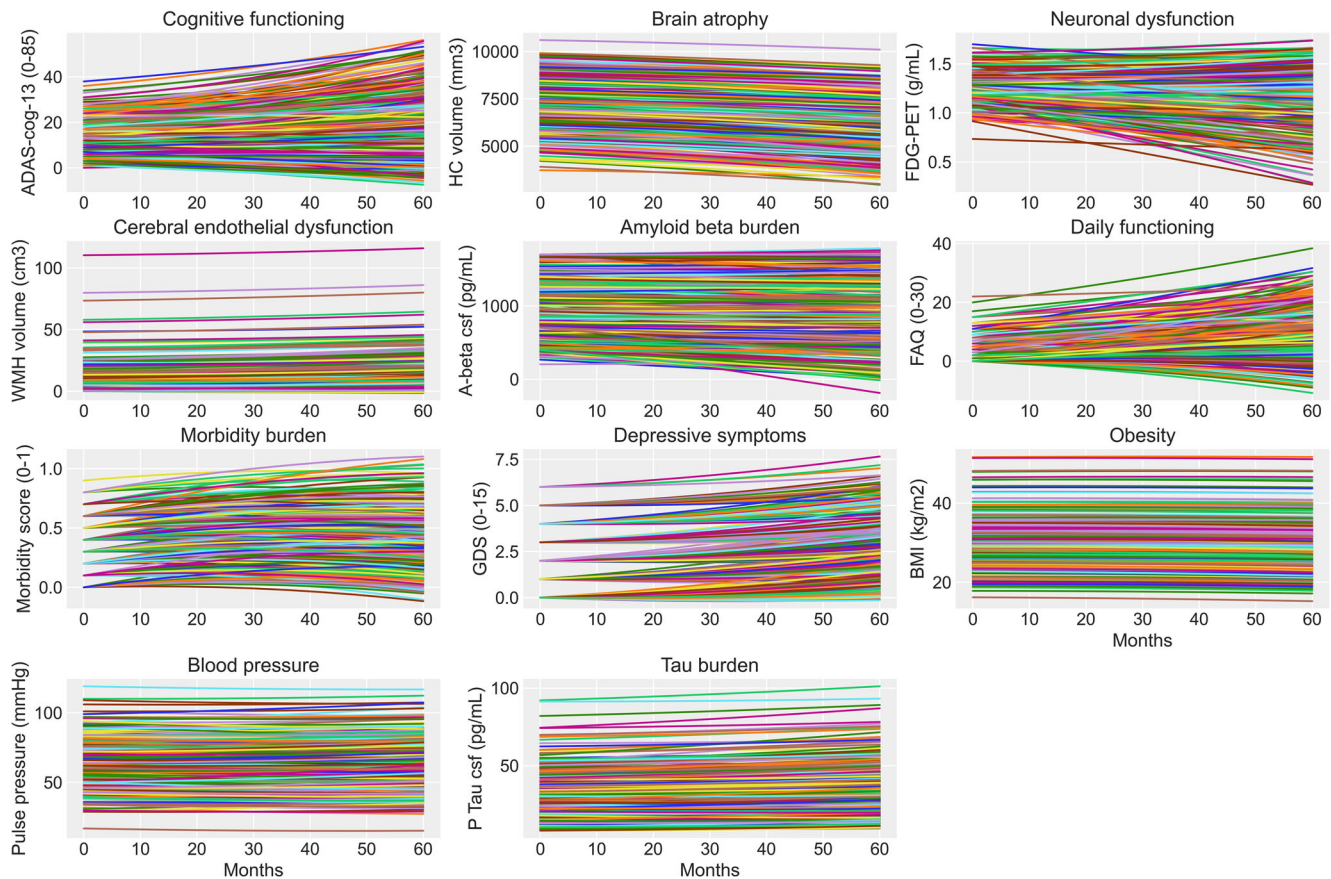 Cognitive functioning
ADAS-cog-13 (0-85)
40
20
0
0 10 20 30 40 50 60
Brain atrophy
HC volume (mm3)
10000
7500
5000
0 10 20 30 40 50 60
Neuronal dysfunction
FDG-PET (g/mL)
1.5
1.0
0.5
0 10 20 30 40 50 60
Cerebral endothelial dysfunction
WMH volume (cm3)
100
50
0
0 10 20 30 40 50 60
Amyloid beta burden
A-beta csf (pg/mL)
1000
0
0 10 20 30 40 50 60
Daily functioning
FAQ (0-30)
40
20
0
0 10 20 30 40 50 60
Morbidity burden
Morbidity score (0-1)
1.0
0.5
0.0
0 10 20 30 40 50 60
Depressive symptoms
GDS (0-15)
7.5
5.0
2.5
0.0
0 10 20 30 40 50 60
Obesity
BMI (kg/m2)
40
20
0 10 20 30 40 50 60
Months
Blood pressure
Pulse pressure (mmHg)
100
50
0 10 20 30 40 50 60
Months
Tau burden
P Tau csf (pg/mL)
100
50
0 10 20 30 40 50 60
Months